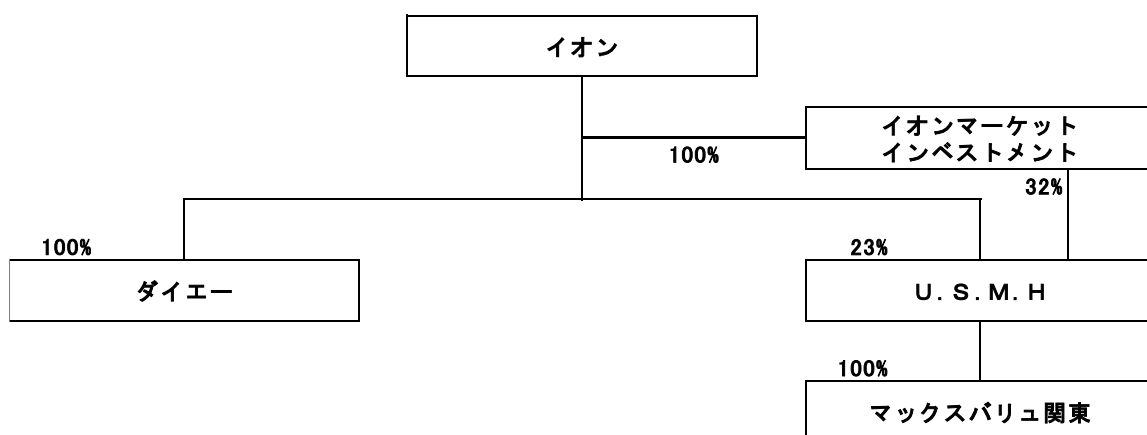 イオン
イオンマーケット
インベストメント
100%
32%
100%
23%
ダイエー
Ｕ．Ｓ．Ｍ．Ｈ
100%
マックスバリュ関東